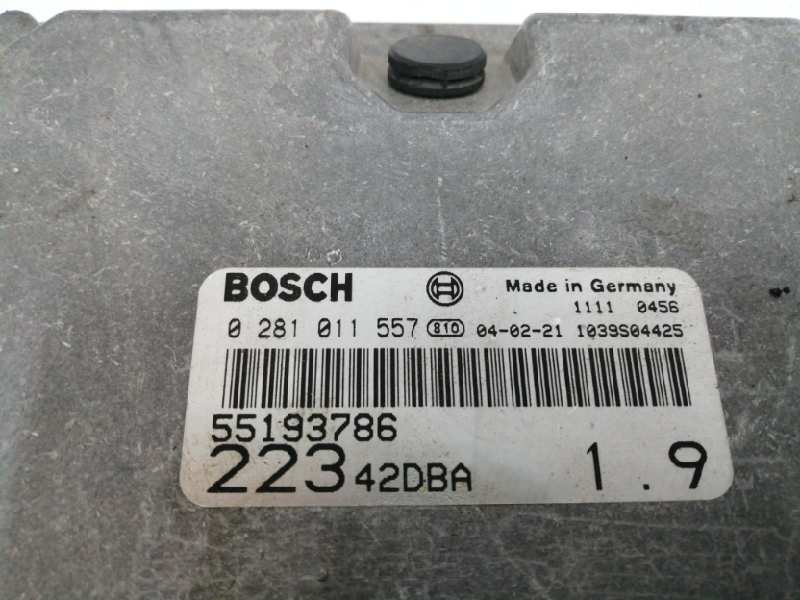 BOSCH
Made in Germany
1111 0456
0 281 011 557 810 04-02-21 1039S04425
55193786
223 42DBA 1.9